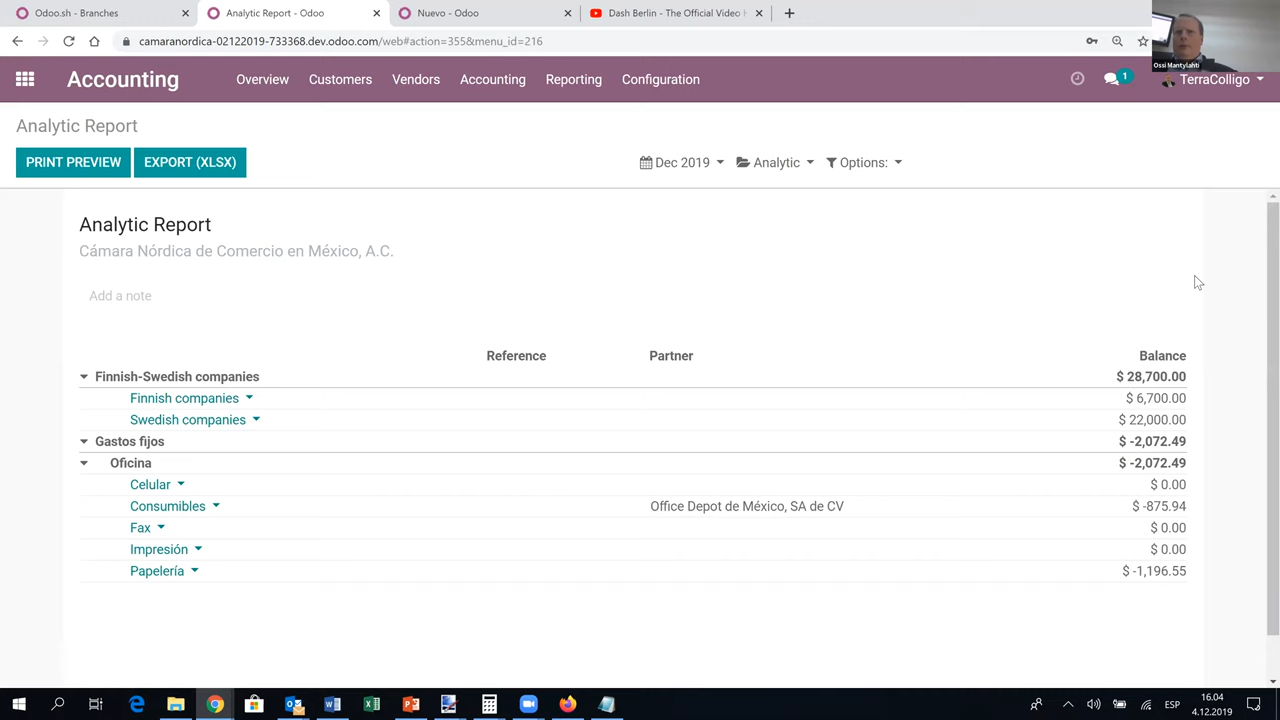 Odoo.sh - Branches
Analytic Report - Odoo
Nuevo - Odoo
Dash Berlin - The Official Video
camaranordica-02122019-733368.dev.odoo.com/web#action=355&menu_id=216
Ossi Mantylahti
Accounting Overview Customers Vendors Accounting Reporting Configuration 1 TerraColligo
Analytic Report
PRINT PREVIEW EXPORT (XLSX) Dec 2019 Analytic Options:
Analytic Report
Cámara Nórdica de Comercio en México, A.C.
Add a note
Reference Partner Balance
Finnish-Swedish companies $ 28,700.00
Finnish companies $ 6,700.00
Swedish companies $ 22,000.00
Gastos fijos $ -2,072.49
Oficina $ -2,072.49
Celular $ 0.00
Consumibles Office Depot de México, SA de CV $ -875.94
Fax $ 0.00
Impresión $ 0.00
Papelería $ -1,196.55
ESP
16.04
4.12.2019